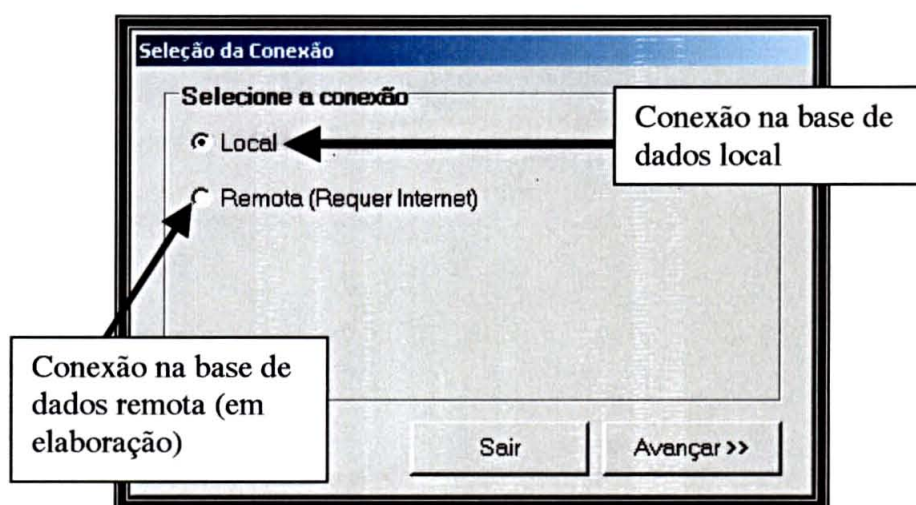 Seleção da Conexão
Selecione a conexão
Local
Conexão na base de
dados local
Remota (Requer Internet)
Conexão na base de
dados remota (em
elaboração)
Sair
Avançar >>